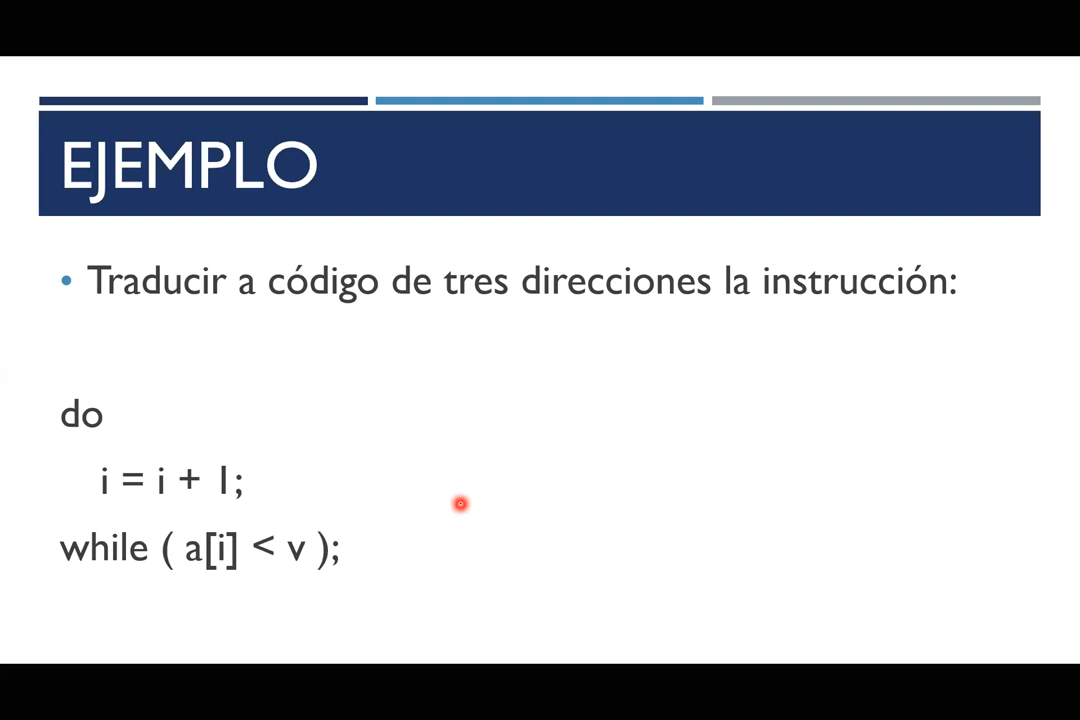 EJEMPLO
• Traducir a código de tres direcciones la instrucción:
do
i = i + 1;
while ( a[i] < v );